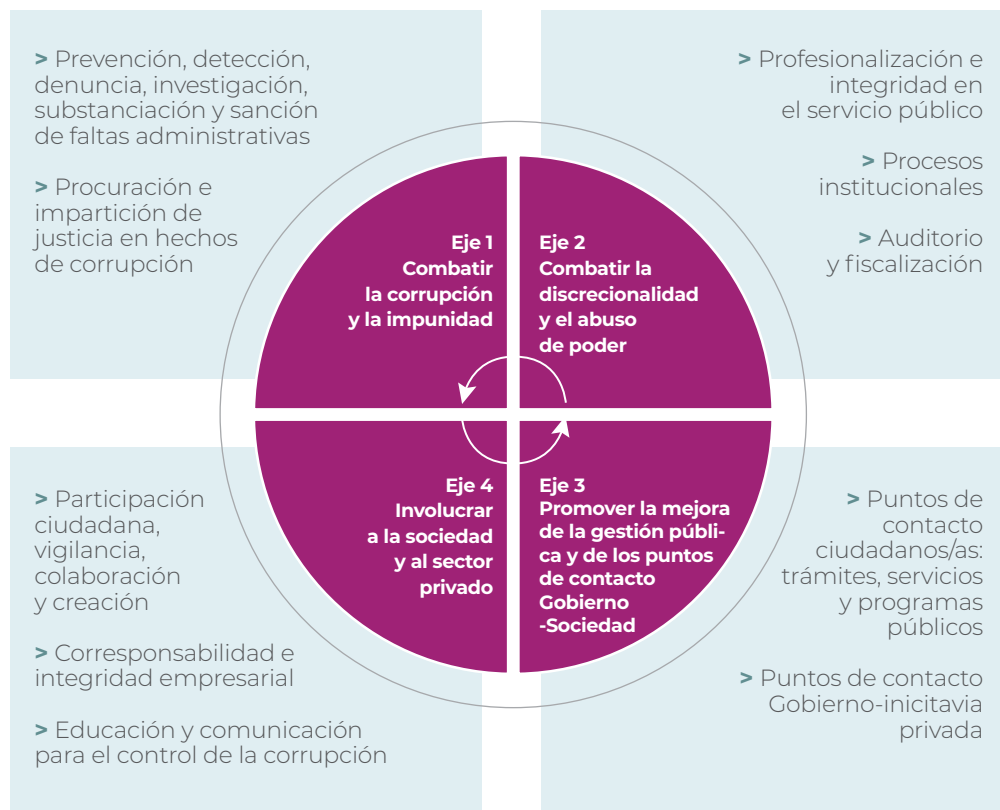 > Prevención, detección,
denuncia, investigación,
substanciación y sanción
de faltas administrativas
> Procuración e
impartición de
justicia en hechos
de corrupción
> Profesionalización e
integridad en
el servicio público
> Procesos
institucionales
> Auditorio
y fiscalización
Eje 1
Combatir
la corrupción
y la impunidad
Eje 2
Combatir la
discrecionalidad
y el abuso
de poder
Eje 4
Involucrar
a la sociedad
y al sector
privado
Eje 3
Promover la mejora
de la gestión públi-
ca y de los puntos
de contacto
Gobierno
-Sociedad
> Participación
ciudadana,
vigilancia,
colaboración
y creación
> Corresponsabilidad e
integridad empresarial
> Educación y comunicación
para el control de la corrupción
> Puntos de
contacto
ciudadanos/as:
trámites, servicios
y programas
públicos
> Puntos de contacto
Gobierno-inicitavia
privada